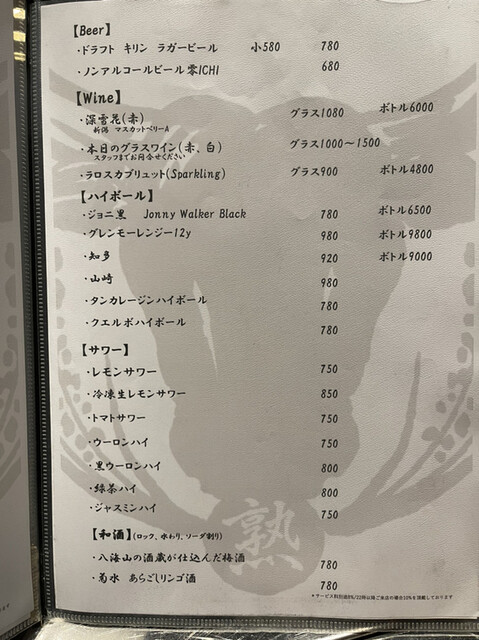 【Beer】
・ドラフト キリン ラガービール 小580 780
・ノンアルコールビール零ICHI 680
【Wine】
・深雪花(赤) グラス1080 ボトル6000
新潟 マスカットベリーA
・本日のグラスワイン(赤、白) グラス1000〜1500
スタッフまでお問合せください
・ラロスカブリュット(Sparkling) グラス900 ボトル4800
【ハイボール】
・ジョニ黒 Jonny Walker Black 780 ボトル6500
・グレンモーレンジー12y 980 ボトル9800
・知多 920 ボトル9000
・山崎 980
・タンカレージンハイボール 780
・クエルボハイボール 780
【サワー】
・レモンサワー 750
・冷凍生レモンサワー 850
・トマトサワー 750
・ウーロンハイ 750
・黒ウーロンハイ 800
・緑茶ハイ 800
・ジャスミンハイ 750
熟
【和酒】(ロック、水わり、ソーダ割り)
・八海山の酒蔵が仕込んだ梅酒 780
・菊水 あらごしリンゴ酒 780